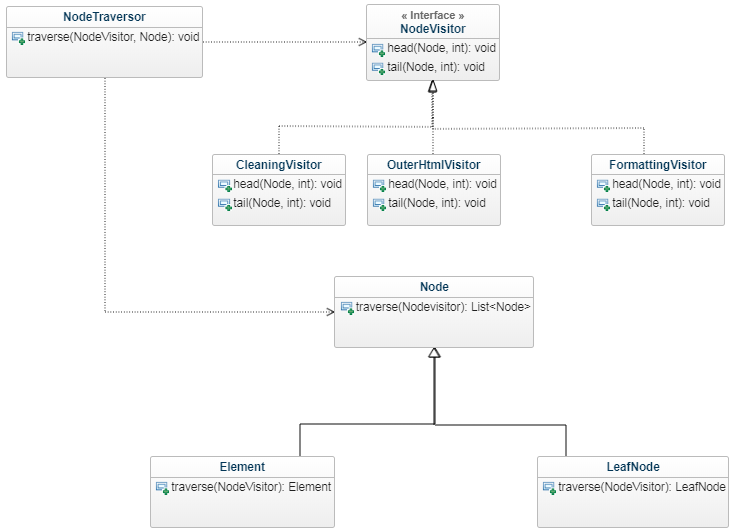 NodeTraversor
traverse(NodeVisitor, Node): void
« Interface »
NodeVisitor
head(Node, int): void
tail(Node, int): void
CleaningVisitor
head(Node, int): void
tail(Node, int): void
OuterHtmlVisitor
head(Node, int): void
tail(Node, int): void
FormattingVisitor
head(Node, int): void
tail(Node, int): void
Node
traverse(Nodevisitor): List<Node>
Element
traverse(NodeVisitor): Element
LeafNode
traverse(NodeVisitor): LeafNode